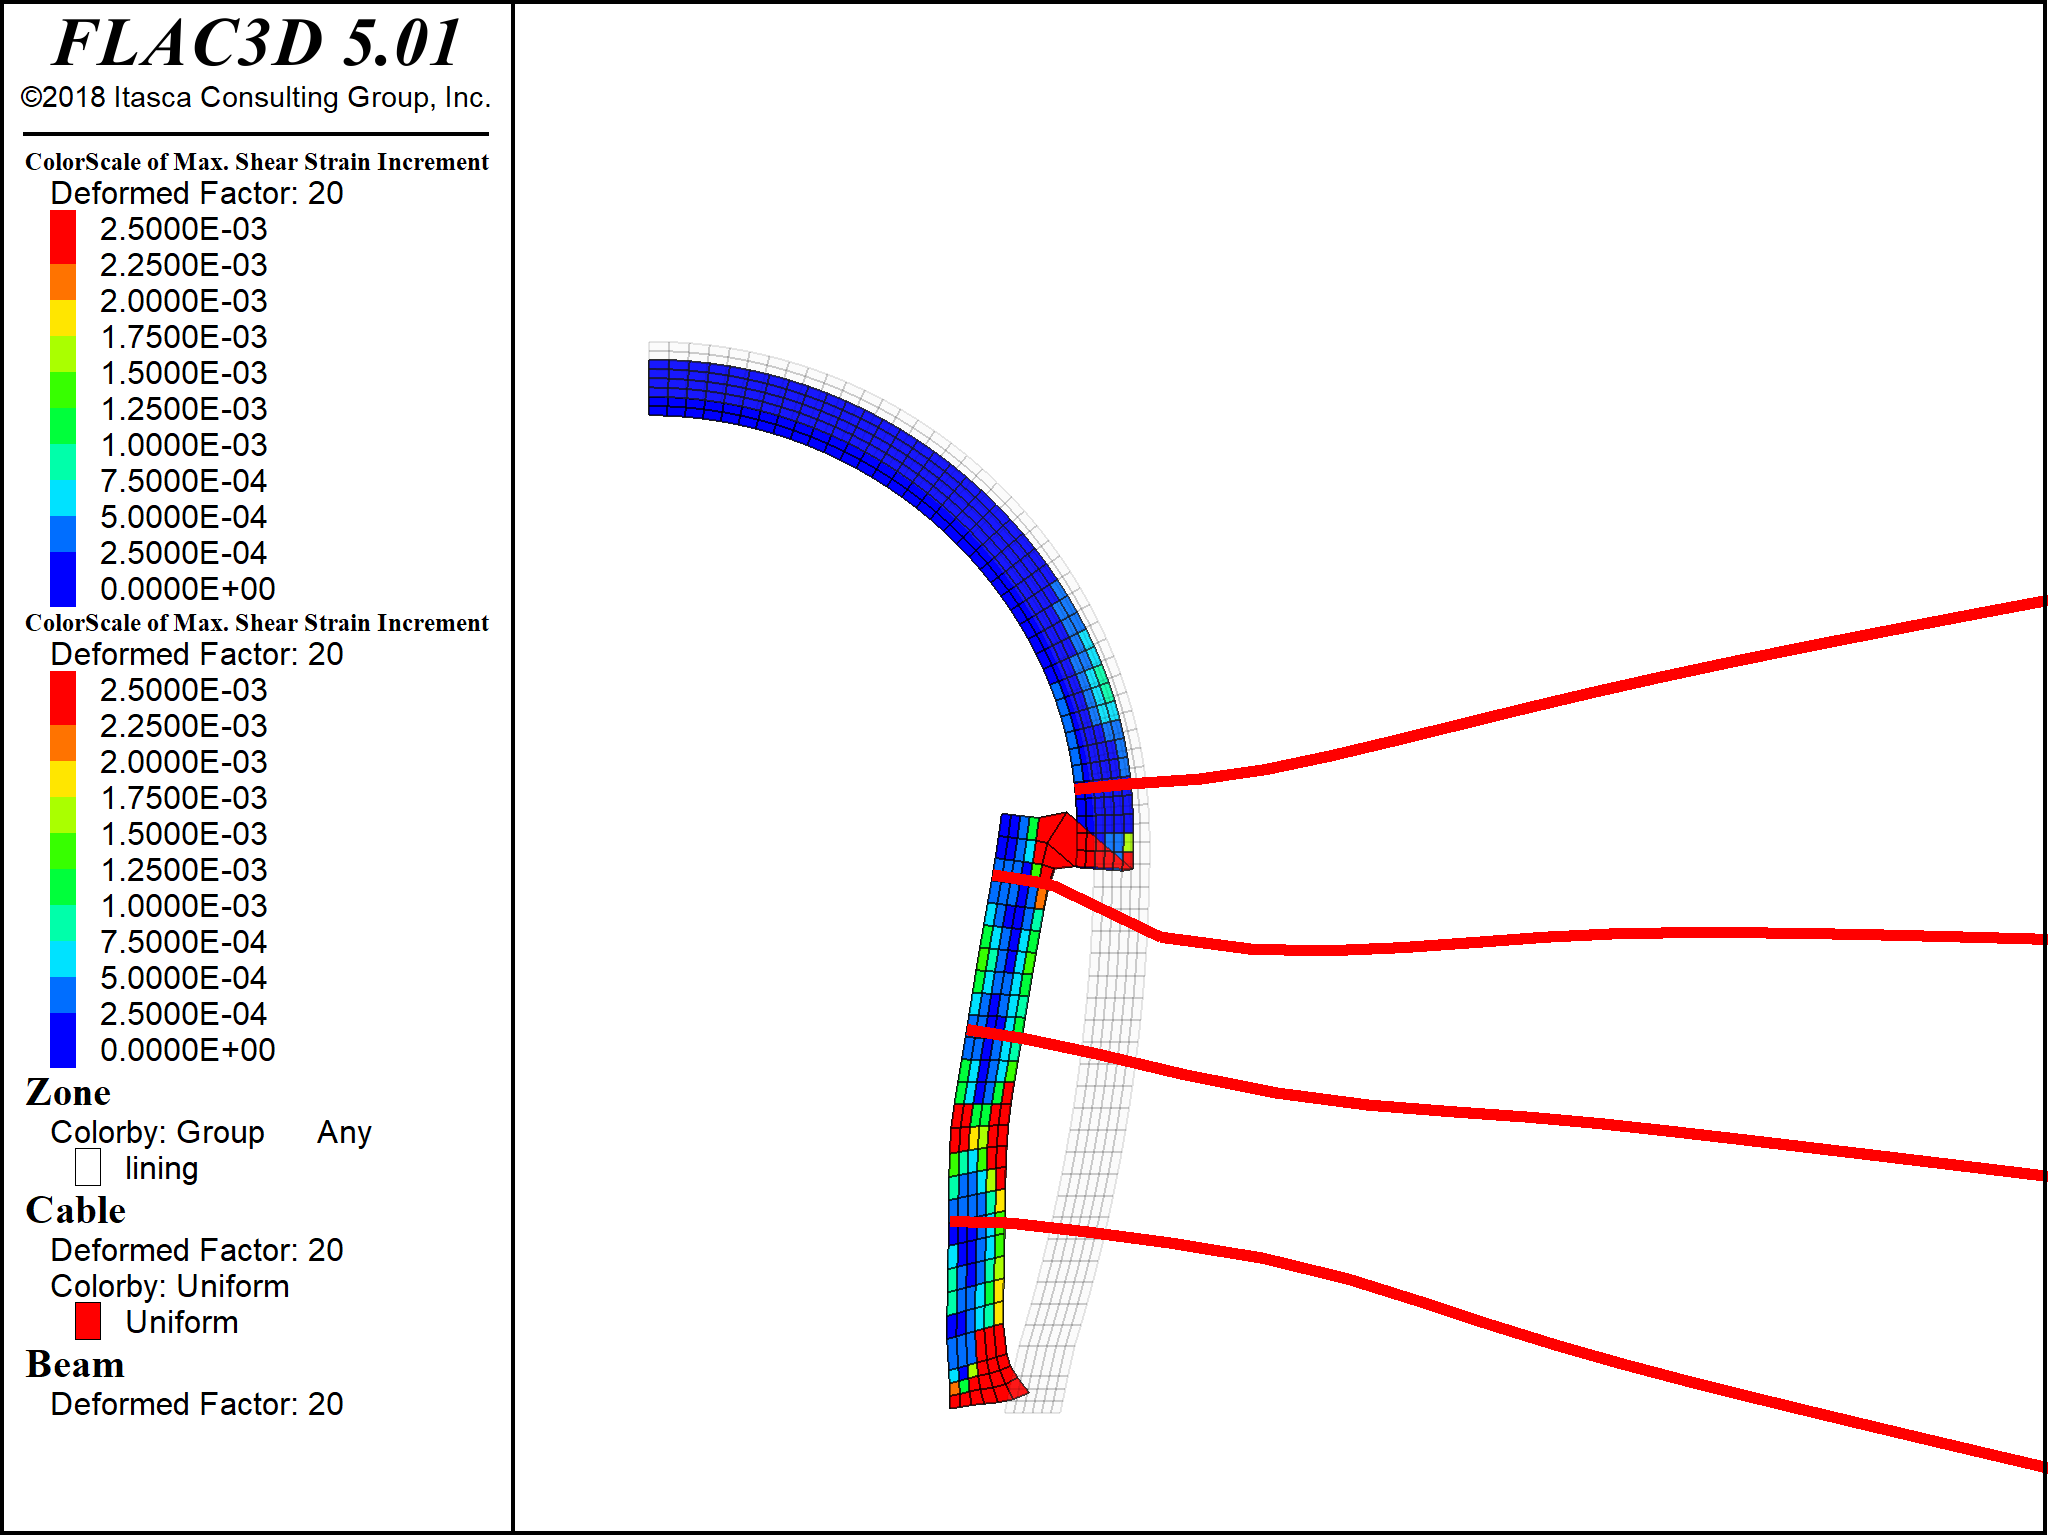 FLAC3D 5.01
©2018 Itasca Consulting Group, Inc.
ColorScale of Max. Shear Strain Increment
Deformed Factor: 20
2.5000E-03
2.2500E-03
2.0000E-03
1.7500E-03
1.5000E-03
1.2500E-03
1.0000E-03
7.5000E-04
5.0000E-04
2.5000E-04
0.0000E+00
ColorScale of Max. Shear Strain Increment
Deformed Factor: 20
2.5000E-03
2.2500E-03
2.0000E-03
1.7500E-03
1.5000E-03
1.2500E-03
1.0000E-03
7.5000E-04
5.0000E-04
2.5000E-04
0.0000E+00
Zone
Colorby: Group Any
lining
Cable
Deformed Factor: 20
Colorby: Uniform
Uniform
Beam
Deformed Factor: 20